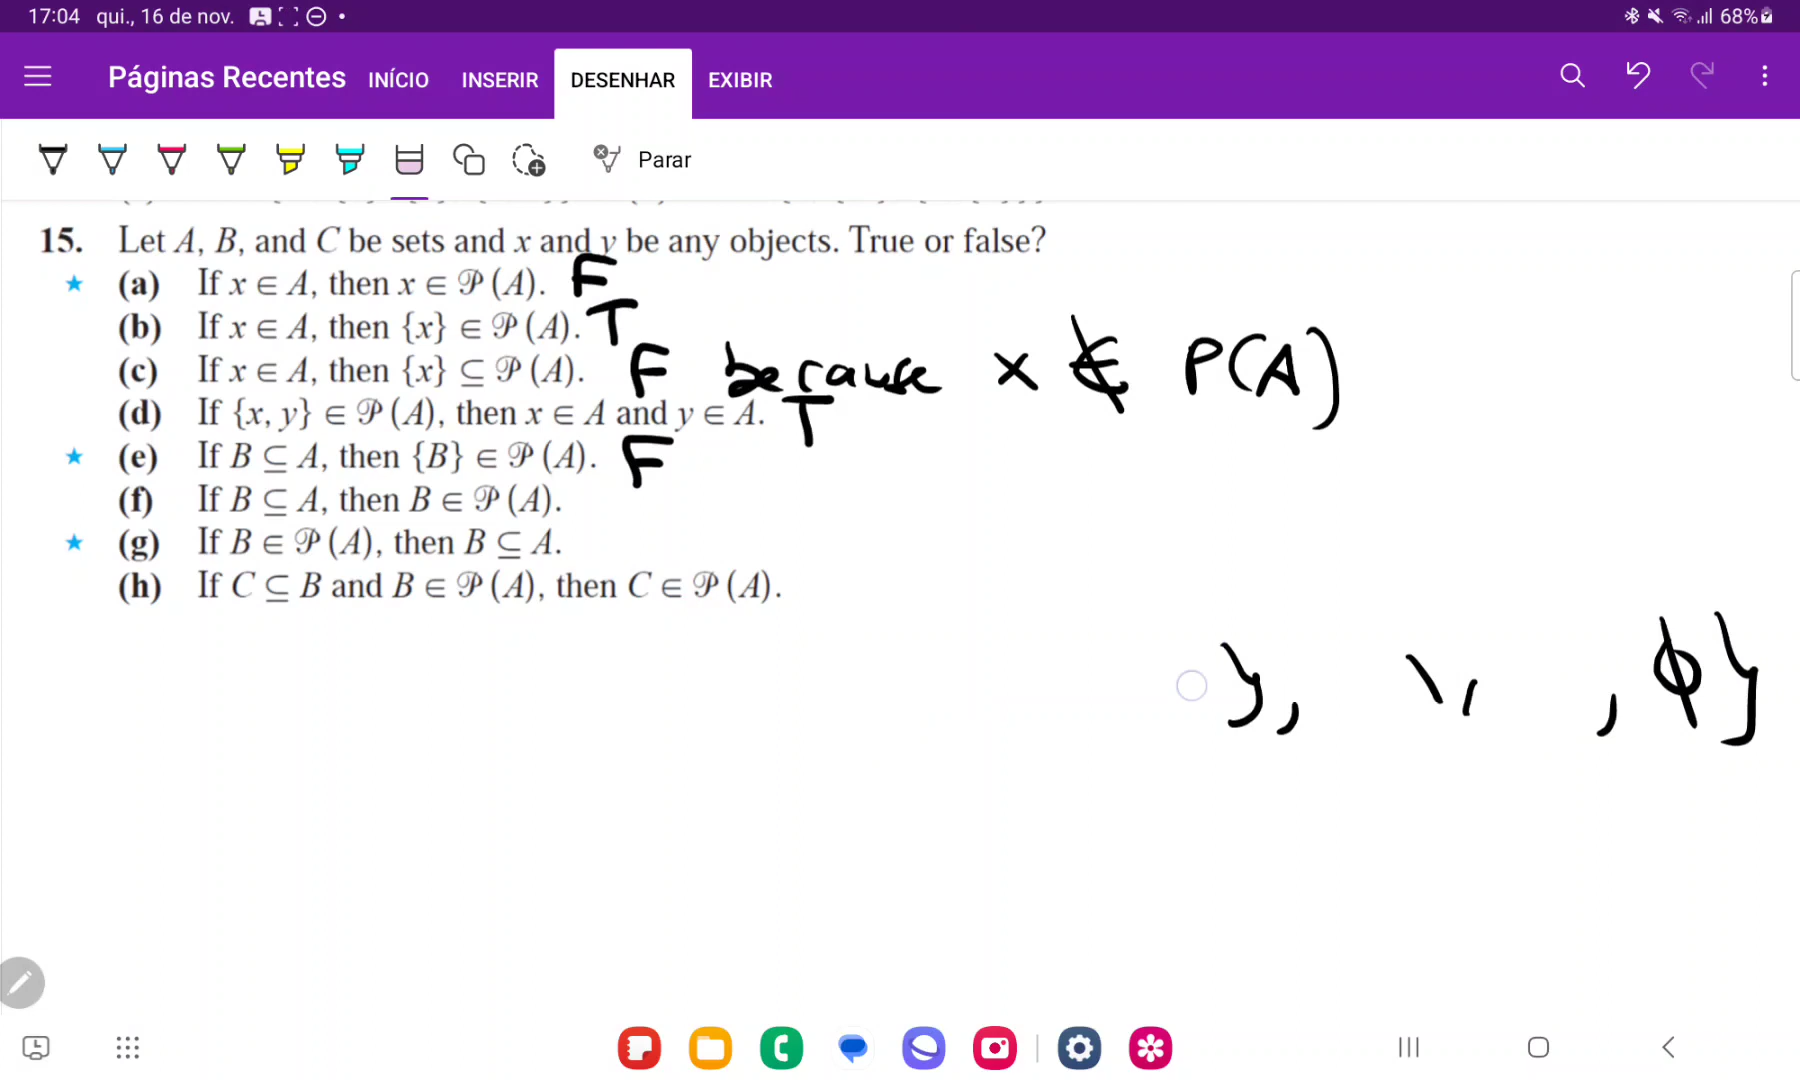 17:04 qui., 16 de nov. 68%
Páginas Recentes INÍCIO INSERIR DESENHAR EXIBIR
Parar
15. Let A, B, and C be sets and x and y be any objects. True or false?
★ (a) If x ∈ A, then x ∈ 𝒫(A). F
(b) If x ∈ A, then {x} ∈ 𝒫(A). T
(c) If x ∈ A, then {x} ⊆ 𝒫(A). F because x ∉ P(A)
(d) If {x, y} ∈ 𝒫(A), then x ∈ A and y ∈ A. T
★ (e) If B ⊆ A, then {B} ∈ 𝒫(A). F
(f) If B ⊆ A, then B ∈ 𝒫(A).
★ (g) If B ∈ 𝒫(A), then B ⊆ A.
(h) If C ⊆ B and B ∈ 𝒫(A), then C ∈ 𝒫(A).
}, , ϕ}